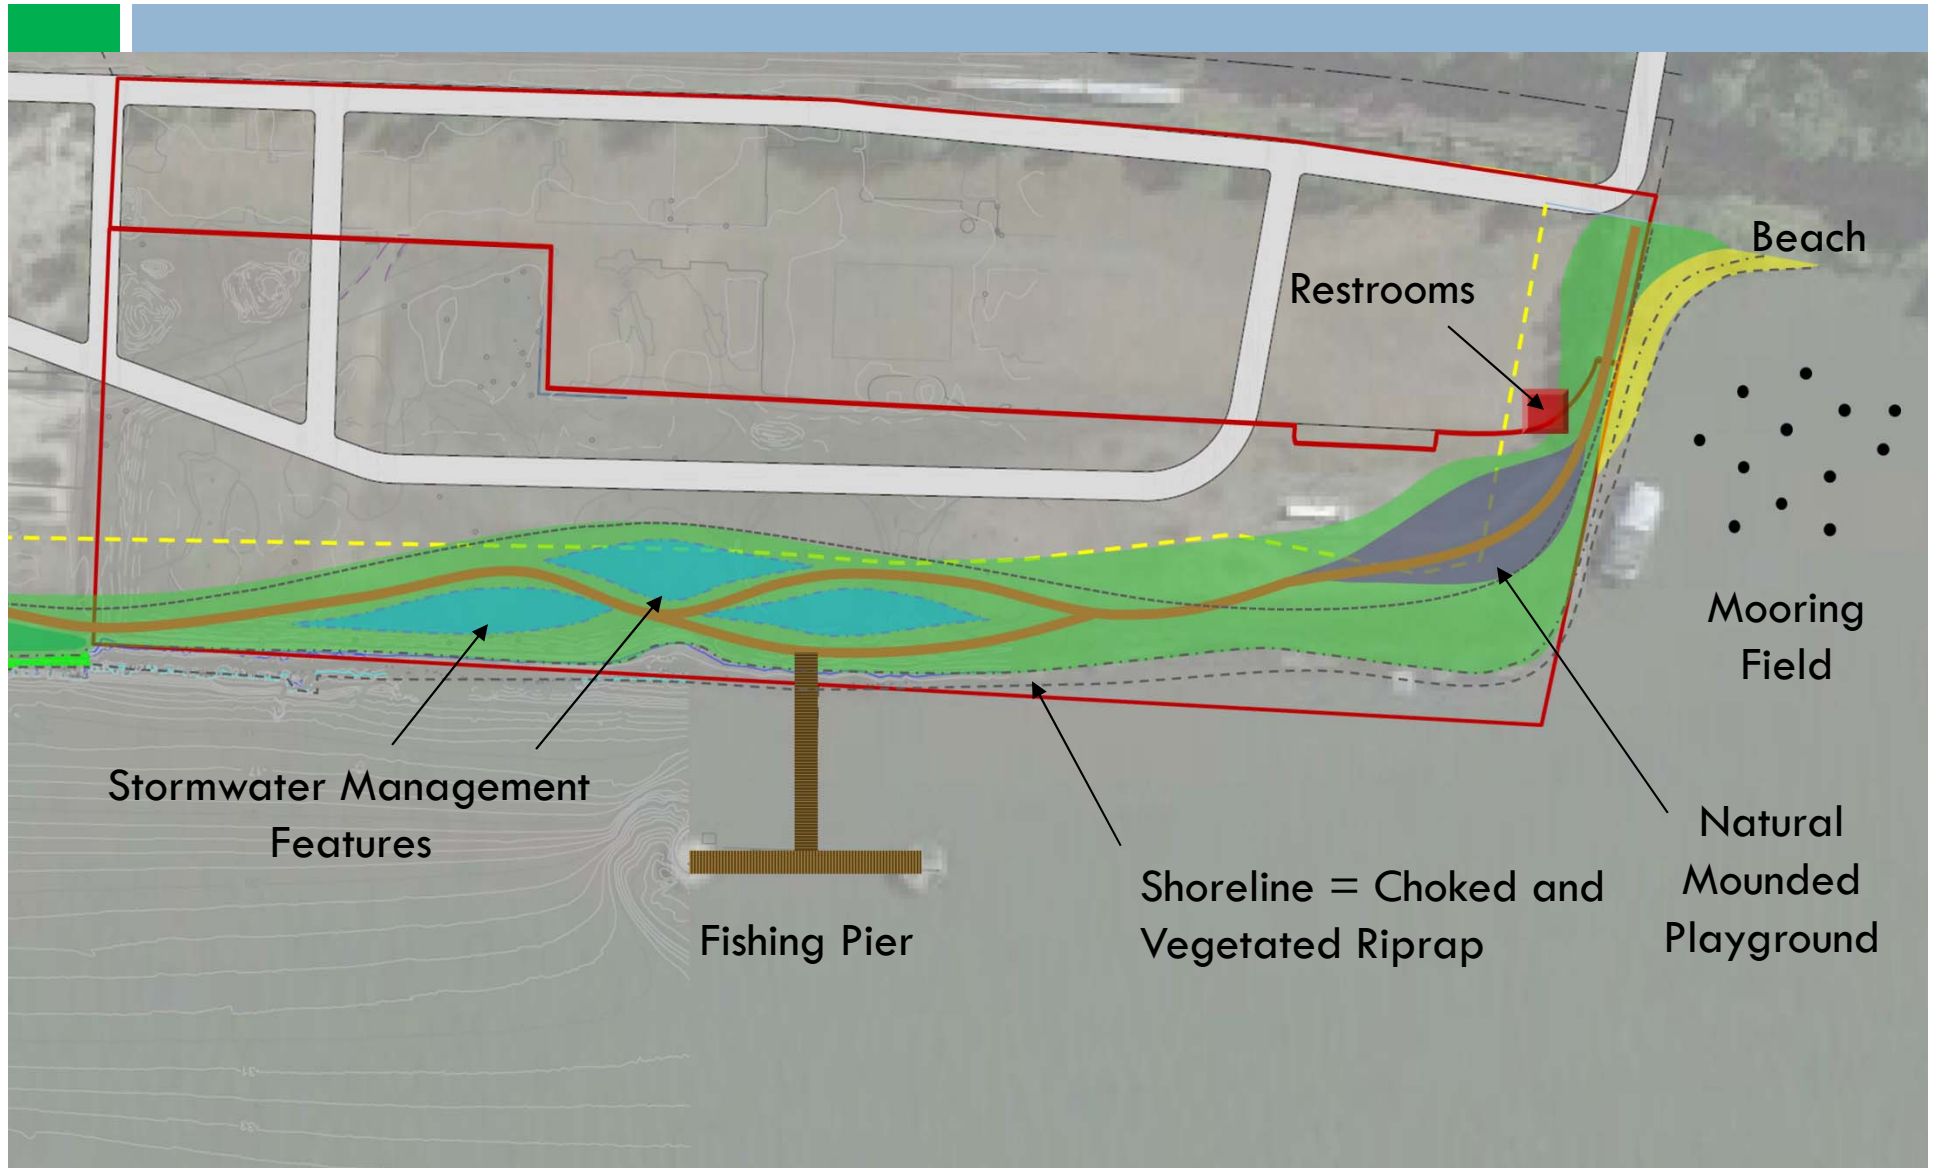 Beach
Restrooms
Mooring
Field
Stormwater Management
Features
Natural
Mounded
Playground
Shoreline = Choked and
Vegetated Riprap
Fishing Pier